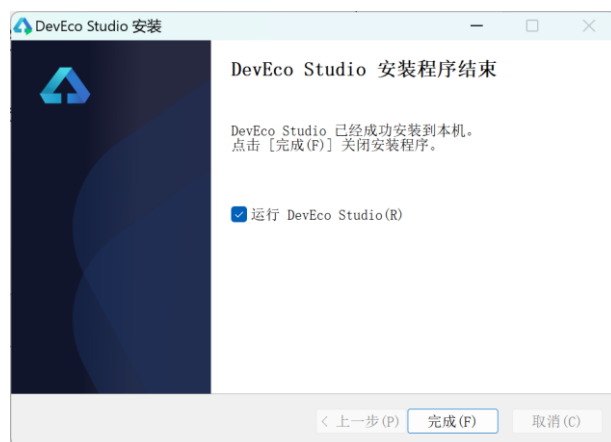 DevEco Studio 安装
DevEco Studio 安装程序结束
DevEco Studio 已经成功安装到本机。
点击 [完成(F)] 关闭安装程序。
运行 DevEco Studio(R)
< 上一步(P)
完成(F)
取消(C)